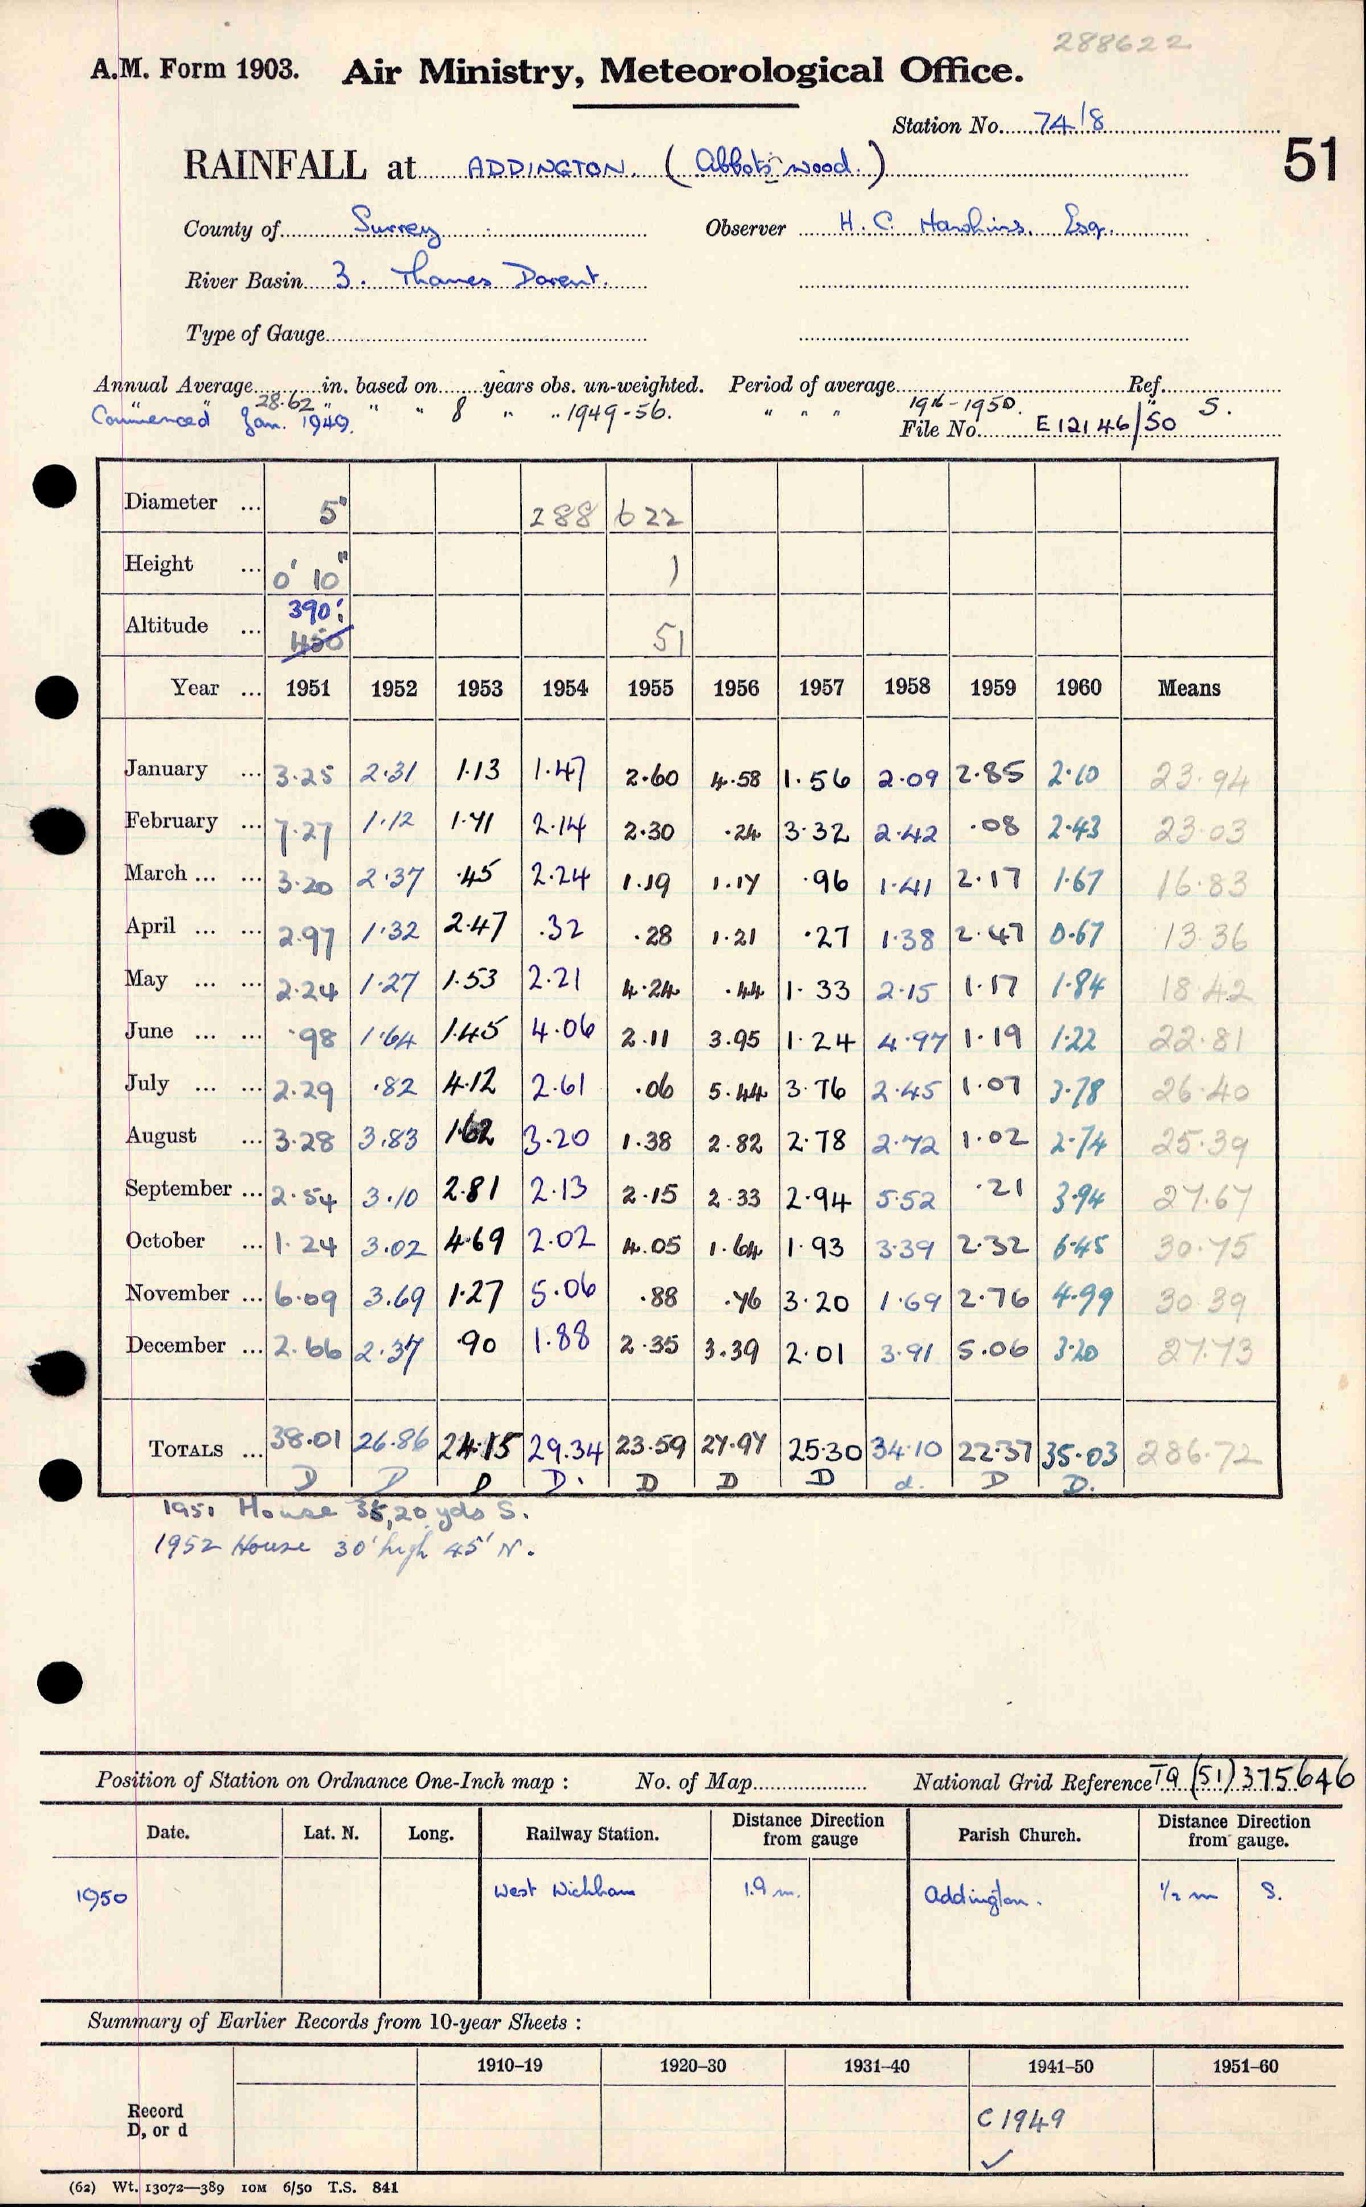 288622
A.M. Form 1903. Air Ministry, Meteorological Office.
Station No. 74/8
51
RAINFALL at ADDINGTON. (Abbots wood.)
County of Surrey Observer H. C. Hawkins, Esq.
River Basin 3. Thames Darent.
Type of Gauge
Annual Average in. based on years obs. un-weighted. Period of average Ref.
" 28.62 " " " 8 " " 1949-56. " " " 1916-1950. " S.
Commenced Jan. 1949. File No. E 12146/50
Diameter ... 5" 288 622
Height ... 0' 10" 1
Altitude ... 390' 51
450
Year ... 1951 1952 1953 1954 1955 1956 1957 1958 1959 1960 Means
January ... 3.25 2.31 1.13 1.47 2.60 4.58 1.56 2.09 2.85 2.10 23.94
February ... 7.27 1.12 1.71 2.14 2.30 .24 3.32 2.42 .08 2.43 23.03
March ... ... 3.20 2.37 .45 2.24 1.19 1.17 .96 1.41 2.17 1.67 16.83
April ... ... 2.97 1.32 2.47 .32 .28 1.21 .27 1.38 2.47 0.67 13.36
May ... ... 2.24 1.27 1.53 2.21 4.24 .44 1.33 2.15 1.17 1.84 18.42
June ... ... .98 1.64 1.45 4.06 2.11 3.95 1.24 4.97 1.19 1.22 22.81
July ... ... 2.29 .82 4.12 2.61 .06 5.44 3.76 2.45 1.07 3.78 26.40
August ... 3.28 3.83 1.62 3.20 1.38 2.82 2.78 2.72 1.02 2.74 25.39
September ... 2.54 3.10 2.81 2.13 2.15 2.33 2.94 5.52 .21 3.94 27.67
October ... 1.24 3.02 4.69 2.02 4.05 1.64 1.93 3.39 2.32 6.45 30.75
November ... 6.09 3.69 1.27 5.06 .88 .76 3.20 1.69 2.76 4.99 30.39
December ... 2.66 2.37 .90 1.88 2.35 3.39 2.01 3.91 5.06 3.20 27.73
TOTALS ... 38.01 26.86 24.15 29.34 23.59 27.97 25.30 34.10 22.37 35.03 286.72
D D D D. D D D d. D D.
1951 House 35, 20 yds S.
1952 House 30' high 45' N.
Position of Station on Ordnance One-Inch map : No. of Map National Grid Reference TQ (51) 375646
Date. Lat. N. Long. Railway Station. Distance Direction from gauge Parish Church. Distance Direction from gauge.
1950 West Wickham 1.9 m. Addington. ½ m S.
Summary of Earlier Records from 10-year Sheets :
1910–19 1920–30 1931–40 1941–50 1951–60
Record
D, or d
C 1949
✓
(62) Wt. 13072—389 10M 6/50 T.S. 841